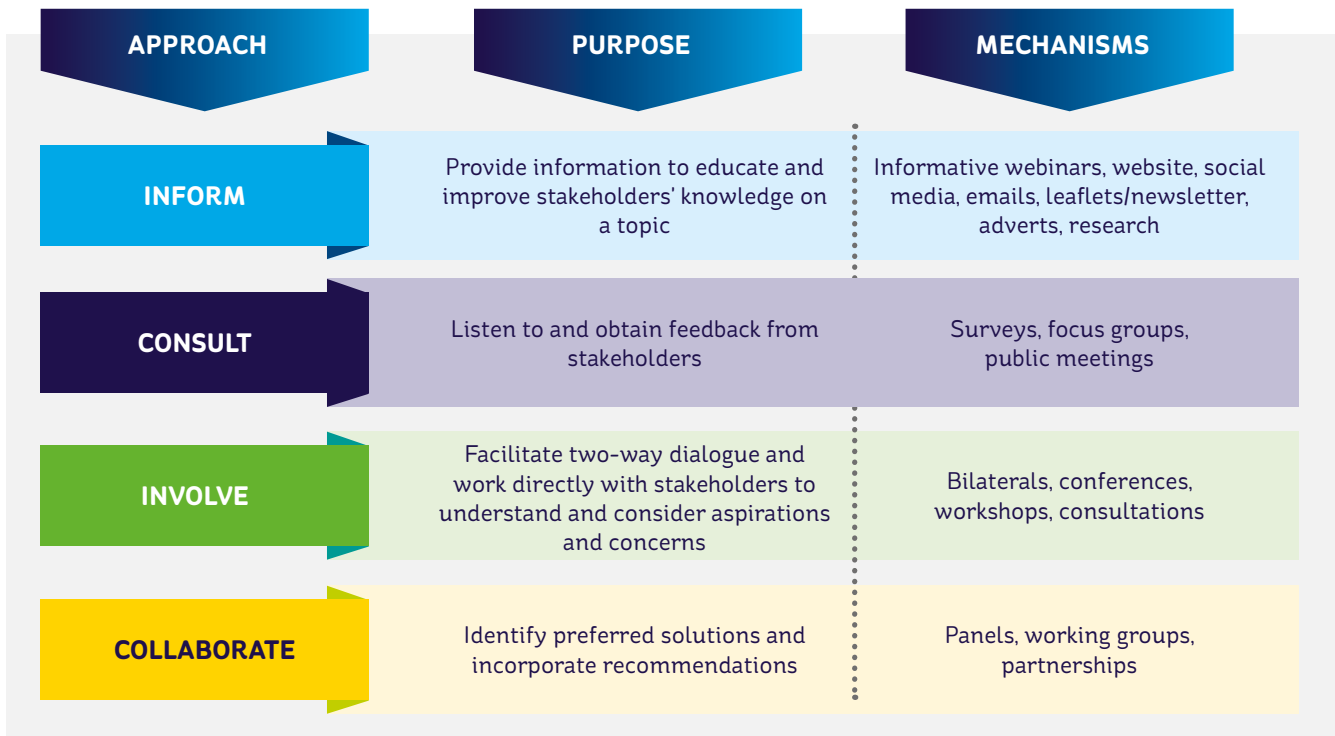 APPROACH
PURPOSE
MECHANISMS
INFORM
Provide information to educate and
improve stakeholders' knowledge on
a topic
Informative webinars, website, social
media, emails, leaflets/newsletter,
adverts, research
CONSULT
Listen to and obtain feedback from
stakeholders
Surveys, focus groups,
public meetings
INVOLVE
Facilitate two-way dialogue and
work directly with stakeholders to
understand and consider aspirations
and concerns
Bilaterals, conferences,
workshops, consultations
COLLABORATE
Identify preferred solutions and
incorporate recommendations
Panels, working groups,
partnerships